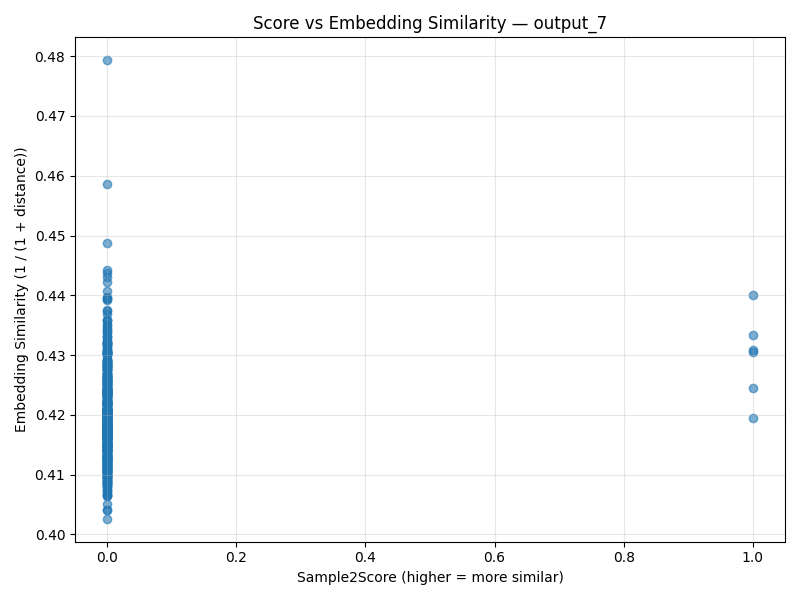 Score vs Embedding Similarity — output_7
Embedding Similarity (1 / (1 + distance))
0.48
0.47
0.46
0.45
0.44
0.43
0.42
0.41
0.40
0.0 0.2 0.4 0.6 0.8 1.0
Sample2Score (higher = more similar)